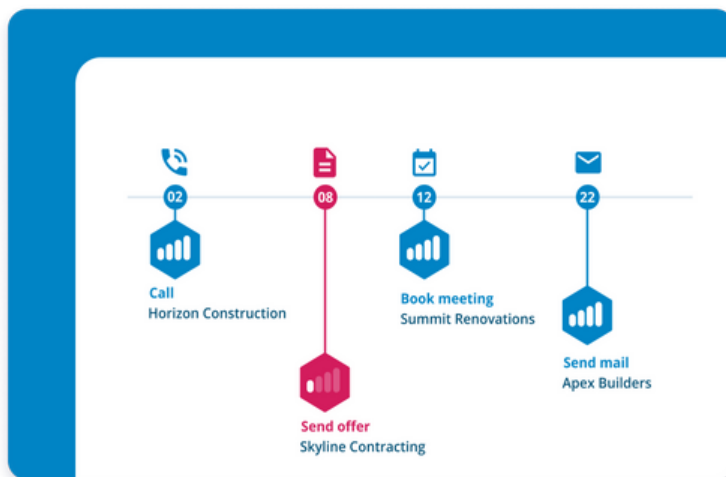 02
08
12
22
Call
Horizon Construction
Book meeting
Summit Renovations
Send mail
Apex Builders
Send offer
Skyline Contracting